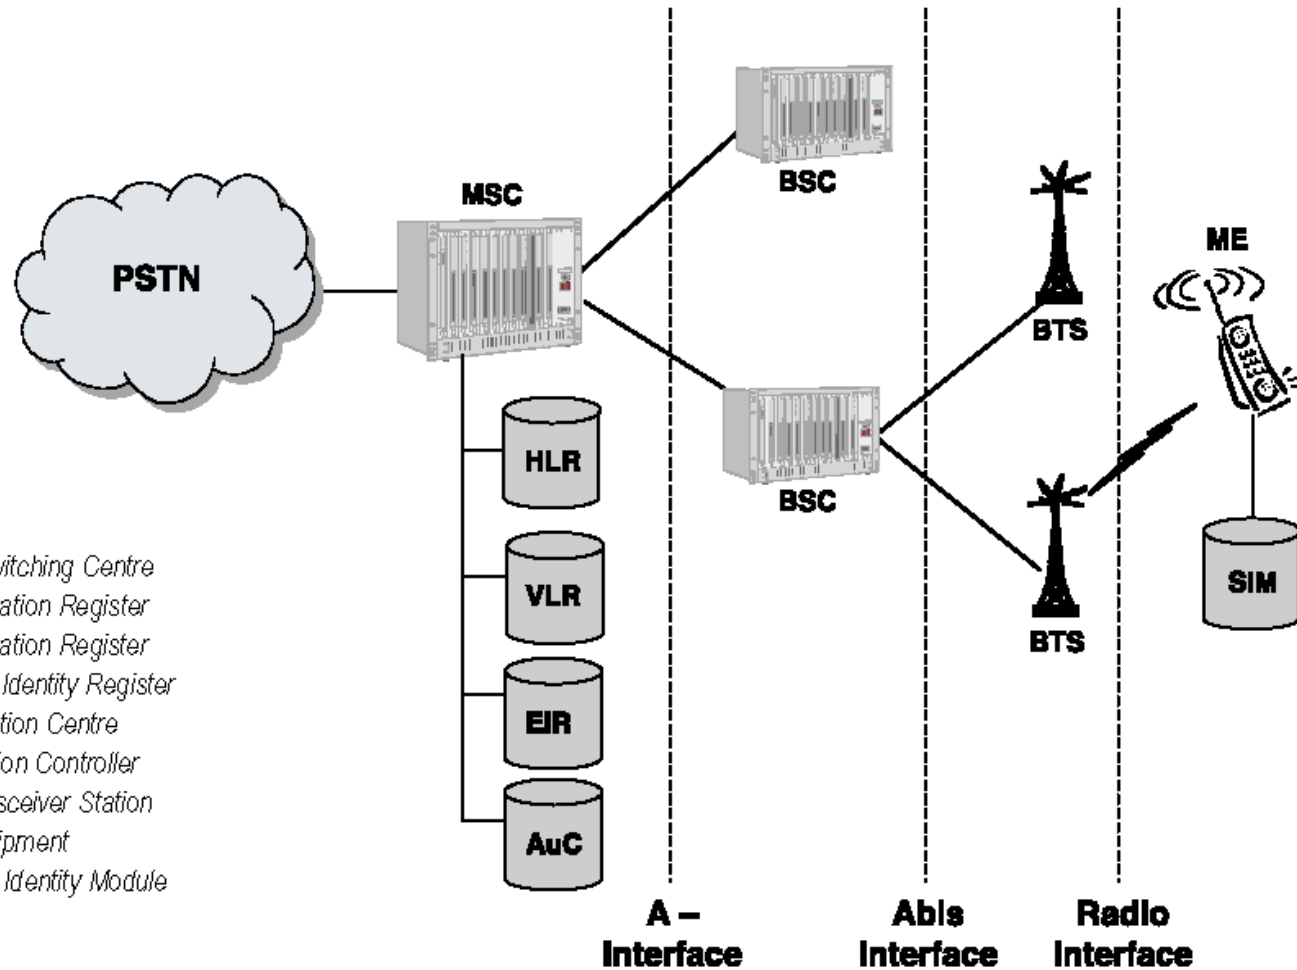 BSC
MSC
PSTN
ME
BTS
HLR
BSC
VLR
SIM
BTS
EIR
AuC
vitching Centre
ation Register
ation Register
Identity Register
tion Centre
ion Controller
sceiver Station
ipment
Identity Module
A –
Interface
Abis
Interface
Radio
Interface